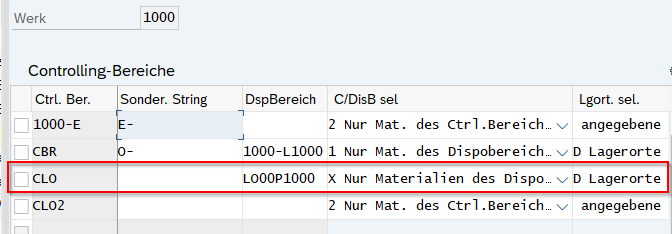 Werk 1000
Controlling-Bereiche
Ctrl. Ber. Sonder. String DspBereich C/DisB sel Lgort. sel.
1000-E E- 2 Nur Mat. des Ctrl.Bereich… angegebene
CBR O- 1000-L1000 1 Nur Mat. des Dispobereich… D Lagerorte
CLO LO00P1000 X Nur Materialien des Dispo… D Lagerorte
CLO2 2 Nur Mat. des Ctrl.Bereich… angegebene